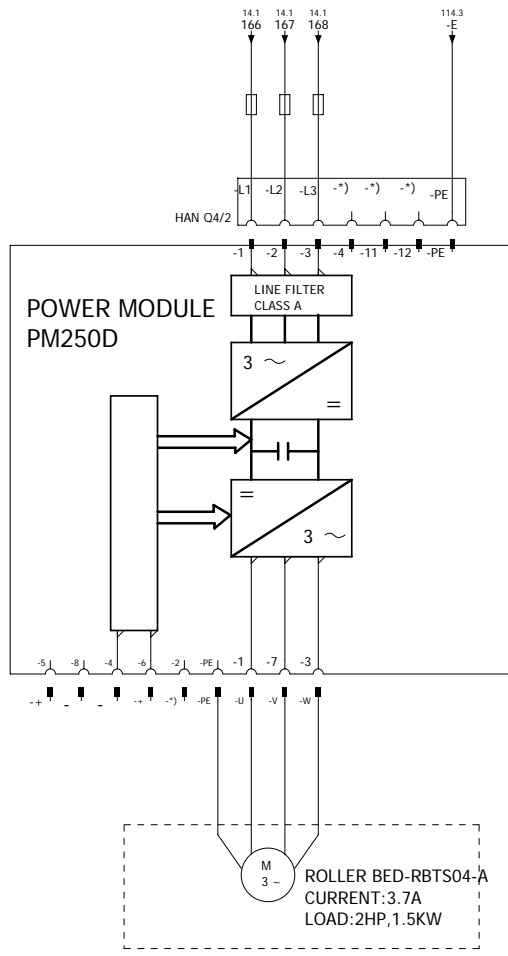 14.1 14.1 14.1 114.3
166 167 168 -E
-L1 -L2 -L3 -*) -*) -*) -PE
HAN Q4/2
-1 -2 -3 -4 -11 -12 -PE
LINE FILTER
CLASS A
POWER MODULE
PM250D
3 ~
=
=
3 ~
-5 -8 -4 -6 -2 -PE -1 -7 -3
-+ - - -+ -*) -PE -U -V -W
M
3 ~
ROLLER BED-RBTS04-A
CURRENT:3.7A
LOAD:2HP,1.5KW